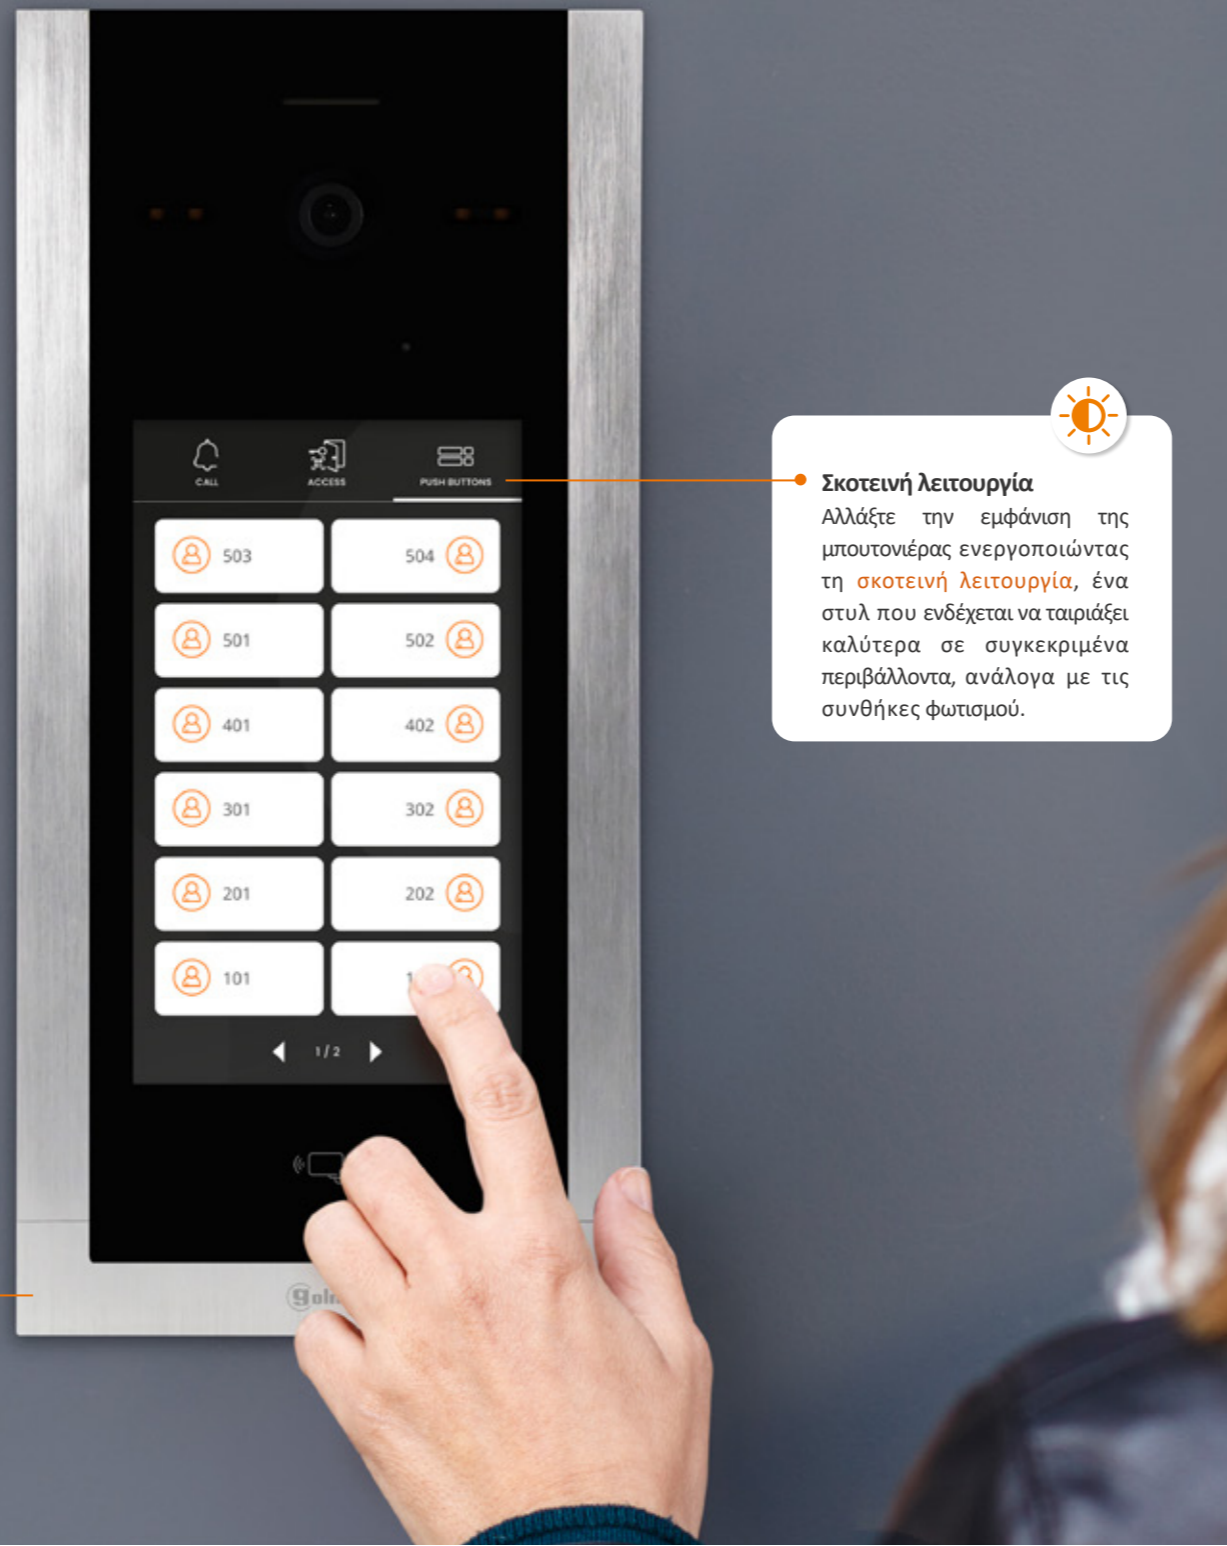 CALL
ACCESS
PUSH BUTTONS
503
504
501
502
401
402
301
302
201
202
101
1/2
Σκοτεινή λειτουργία
Αλλάξτε την εμφάνιση της
μπουτονιέρας ενεργοποιώντας
τη σκοτεινή λειτουργία, ένα
στυλ που ενδέχεται να ταιριάξει
καλύτερα σε συγκεκριμένα
περιβάλλοντα, ανάλογα με τις
συνθήκες φωτισμού.